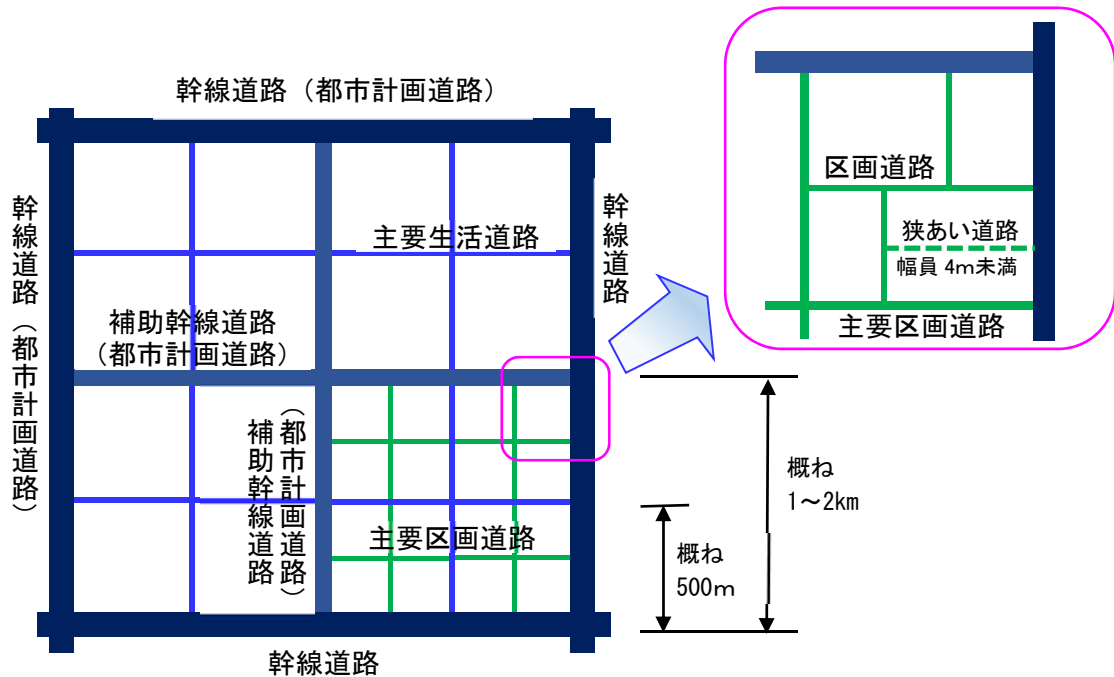 幹線道路（都市計画道路）
幹線道路（都市計画道路）
主要生活道路
幹線道路
補助幹線道路
（都市計画道路）
補助幹線道路
（都市計画道路）
主要区画道路
幹線道路
区画道路
狭あい道路
幅員 4ｍ未満
主要区画道路
概ね
1～2km
概ね
500ｍ